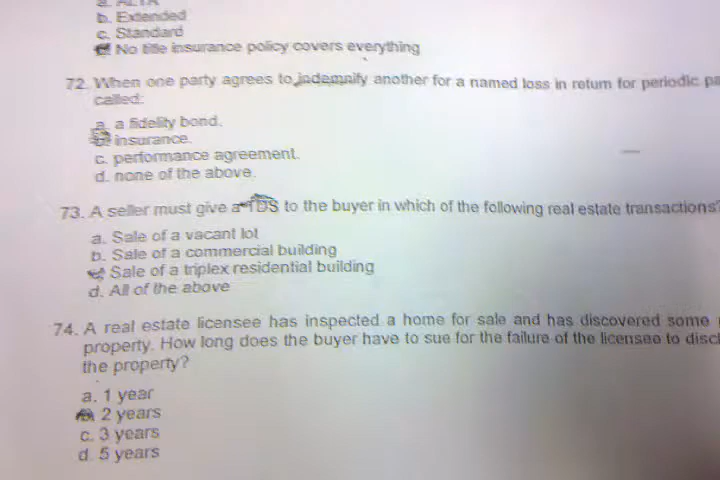 a. ALTA
b. Extended
c. Standard
No title insurance policy covers everything
72. When one party agrees to indemnify another for a named loss in return for periodic
called:
a. a fidelity bond.
insurance.
c. performance agreement.
d. none of the above.
73. A seller must give a TDS to the buyer in which of the following real estate transactions?
a. Sale of a vacant lot
b. Sale of a commercial building
Sale of a triplex residential building
d. All of the above
74. A real estate licensee has inspected a home for sale and has discovered some
property. How long does the buyer have to sue for the failure of the licensee to
the property?
a. 1 year
2 years
c. 3 years
d. 5 years